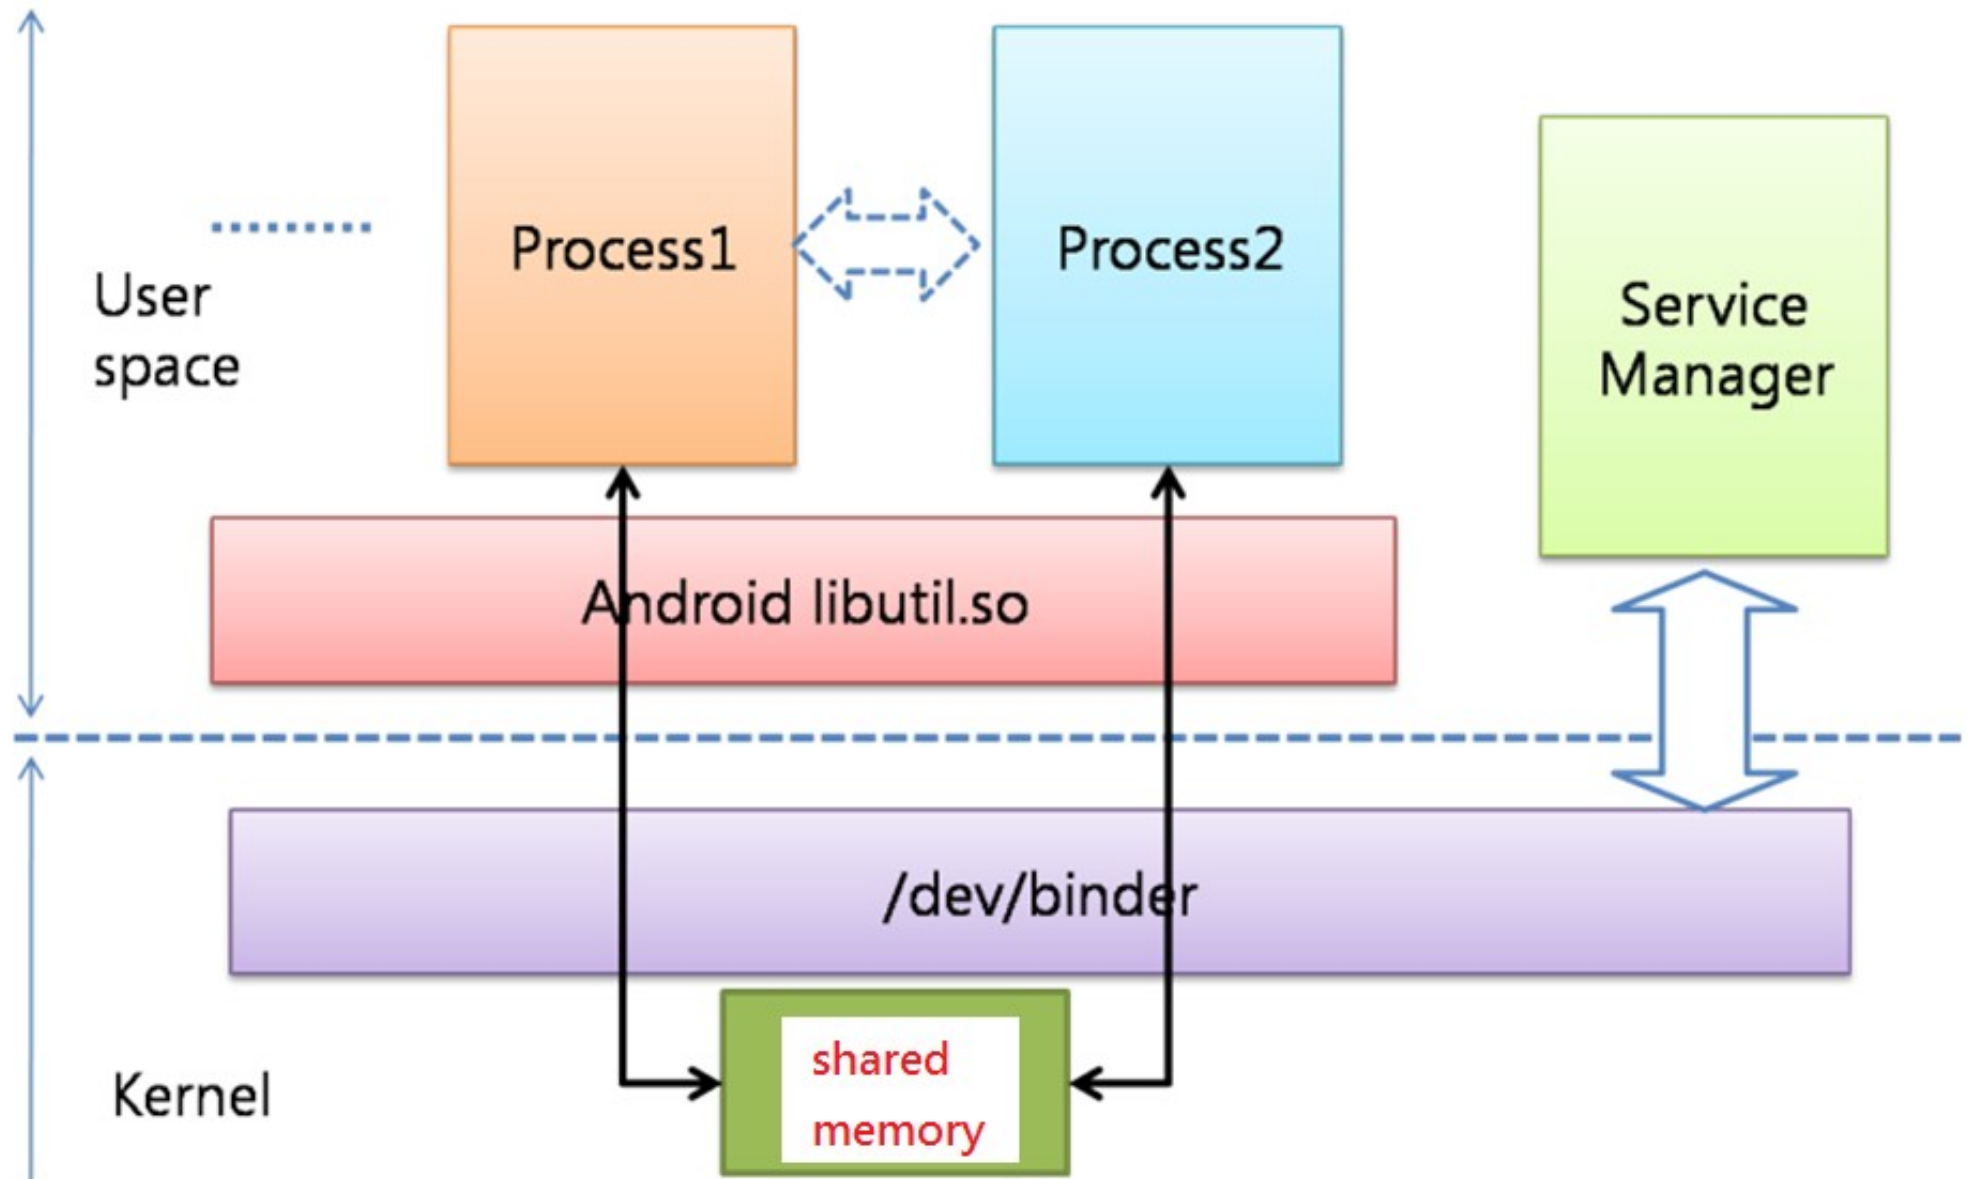 Process1
Process2
User
space
Service
Manager
Android libutil.so
/dev/binder
shared
memory
Kernel